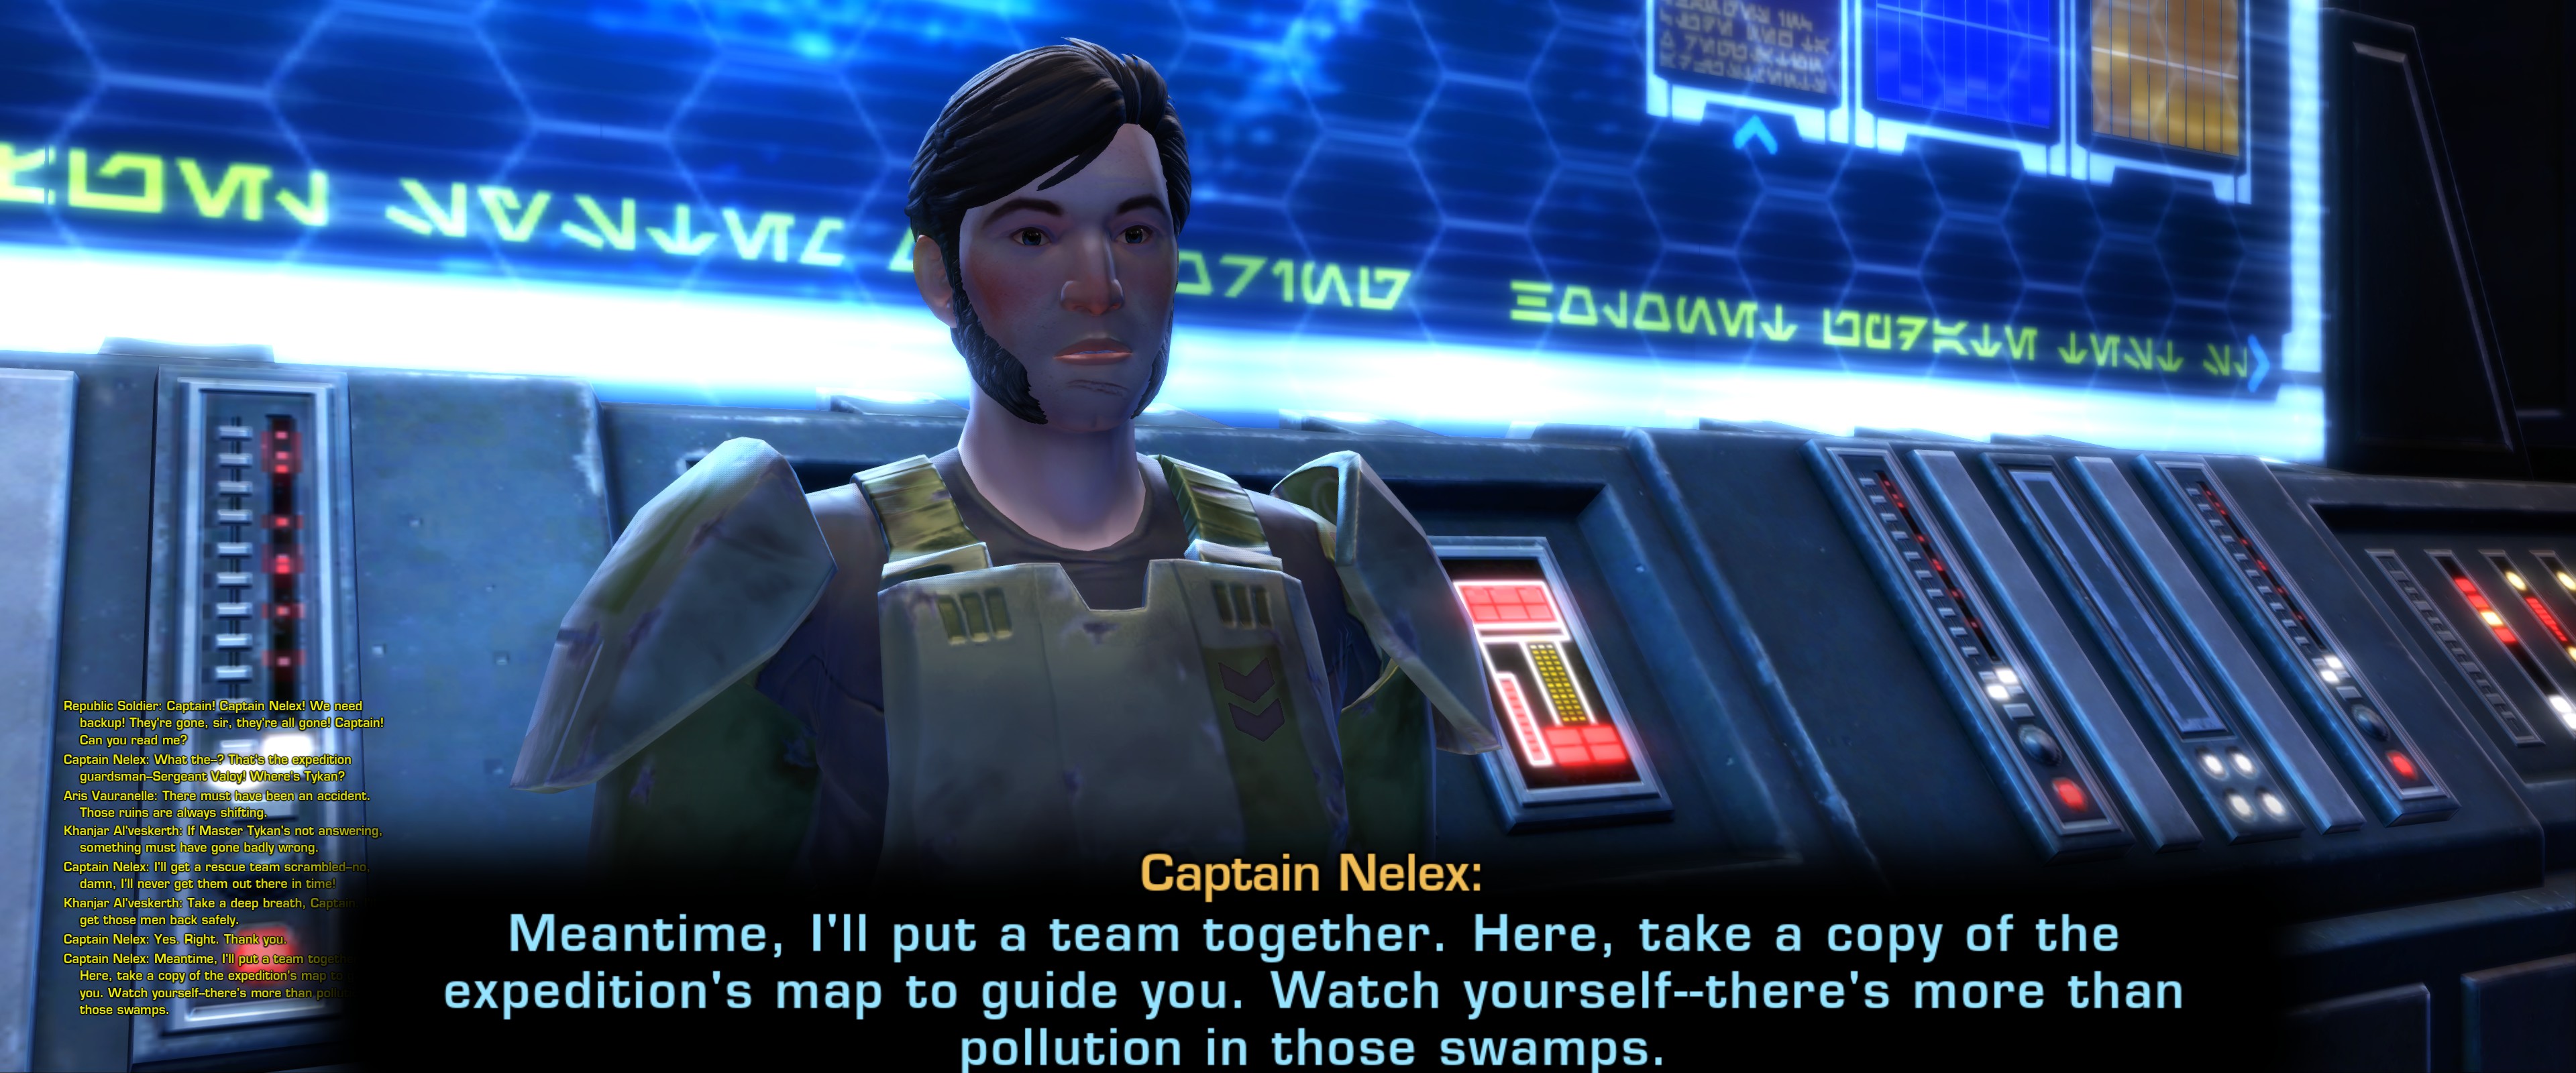 Republic Soldier: Captain! Captain Nelex! We need
backup! They're gone, sir, they're all gone! Captain!
Can you read me?
Captain Nelex: What the–? That's the expedition
guardsman–Sergeant Valoy! Where's Tykan?
Aris Vauranelle: There must have been an accident.
Those ruins are always shifting.
Khanjar Al'veskerth: If Master Tykan's not answering,
something must have gone badly wrong.
Captain Nelex: I'll get a rescue team scrambled–no,
damn, I'll never get them out there in time!
Khanjar Al'veskerth: Take a deep breath, Captain
get those men back safely.
Captain Nelex: Yes. Right. Thank you.
Captain Nelex: Meantime, I'll put a team together.
Here, take a copy of the expedition's map to
you. Watch yourself–there's more than pollution
those swamps.
Captain Nelex:
Meantime, I'll put a team together. Here, take a copy of the
expedition's map to guide you. Watch yourself--there's more than
pollution in those swamps.